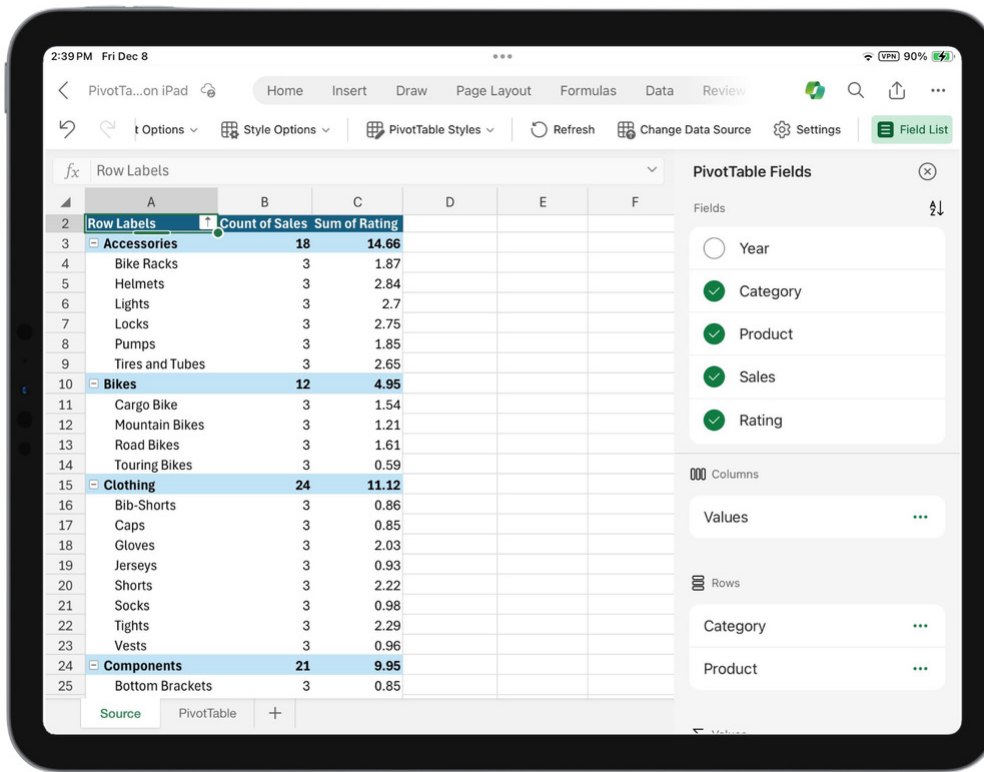 2:39 PM Fri Dec 8
VPN 90%
PivotTa...on iPad Home Insert Draw Page Layout Formulas Data Review
t Options Style Options PivotTable Styles Refresh Change Data Source Settings Field List
fx Row Labels
PivotTable Fields
A B C D E F
Fields
2 Row Labels Count of Sales Sum of Rating
3 Accessories 18 14.66
4 Bike Racks 3 1.87
5 Helmets 3 2.84
6 Lights 3 2.7
7 Locks 3 2.75
8 Pumps 3 1.85
9 Tires and Tubes 3 2.65
10 Bikes 12 4.95
11 Cargo Bike 3 1.54
12 Mountain Bikes 3 1.21
13 Road Bikes 3 1.61
14 Touring Bikes 3 0.59
15 Clothing 24 11.12
16 Bib-Shorts 3 0.86
17 Caps 3 0.85
18 Gloves 3 2.03
19 Jerseys 3 0.93
20 Shorts 3 2.22
21 Socks 3 0.98
22 Tights 3 2.29
23 Vests 3 0.96
24 Components 21 9.95
25 Bottom Brackets 3 0.85
Source PivotTable +
Year
Category
Product
Sales
Rating
Columns
Values
Rows
Category
Product